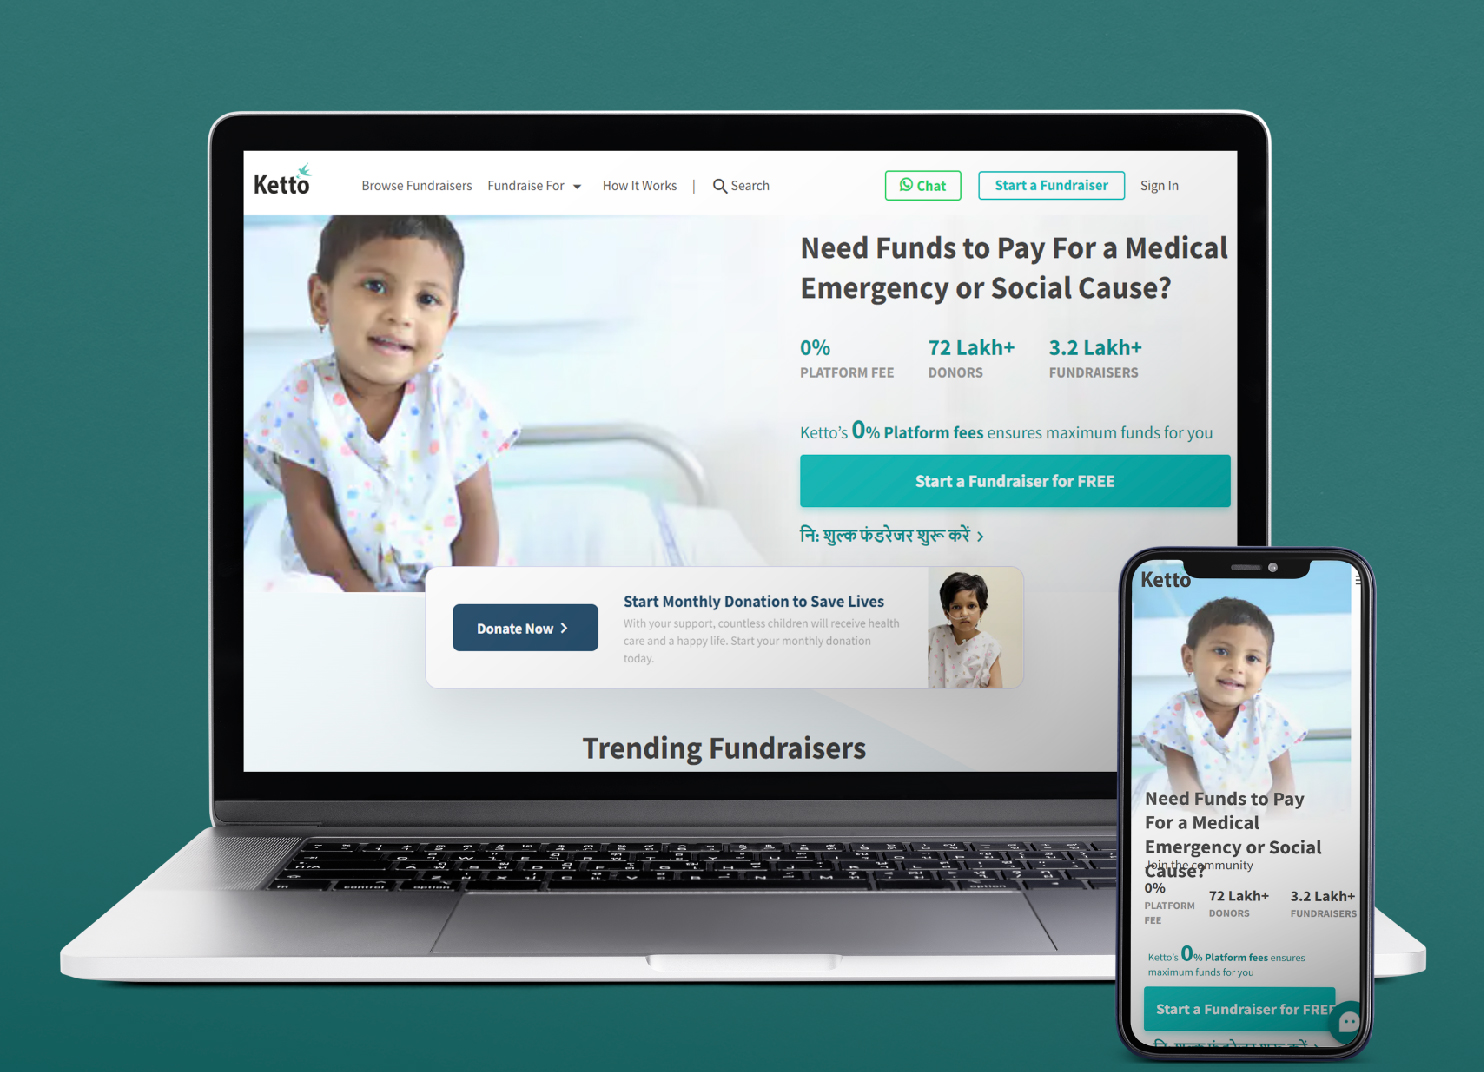 Ketto
Browse Fundraisers
Fundraise For
How It Works
|
Search
Chat
Start a Fundraiser
Sign In
Need Funds to Pay For a Medical
Emergency or Social Cause?
0%
72 Lakh+
3.2 Lakh+
PLATFORM FEE
DONORS
FUNDRAISERS
Ketto's 0% Platform fees ensures maximum funds for you
Start a Fundraiser for FREE
नि: शुल्क फंडरेजर शुरू करें >
Donate Now >
Start Monthly Donation to Save Lives
With your support, countless children will receive health
care and a happy life. Start your monthly donation
today.
Trending Fundraisers
control
option
option
Ketto
Need Funds to Pay
For a Medical
Emergency or Social
Cause?
Join the community
0%
72 Lakh+
3.2 Lakh+
PLATFORM
FEE
DONORS
FUNDRAISERS
Ketto's 0% Platform fees ensures
maximum funds for you
Start a Fundraiser for FREE